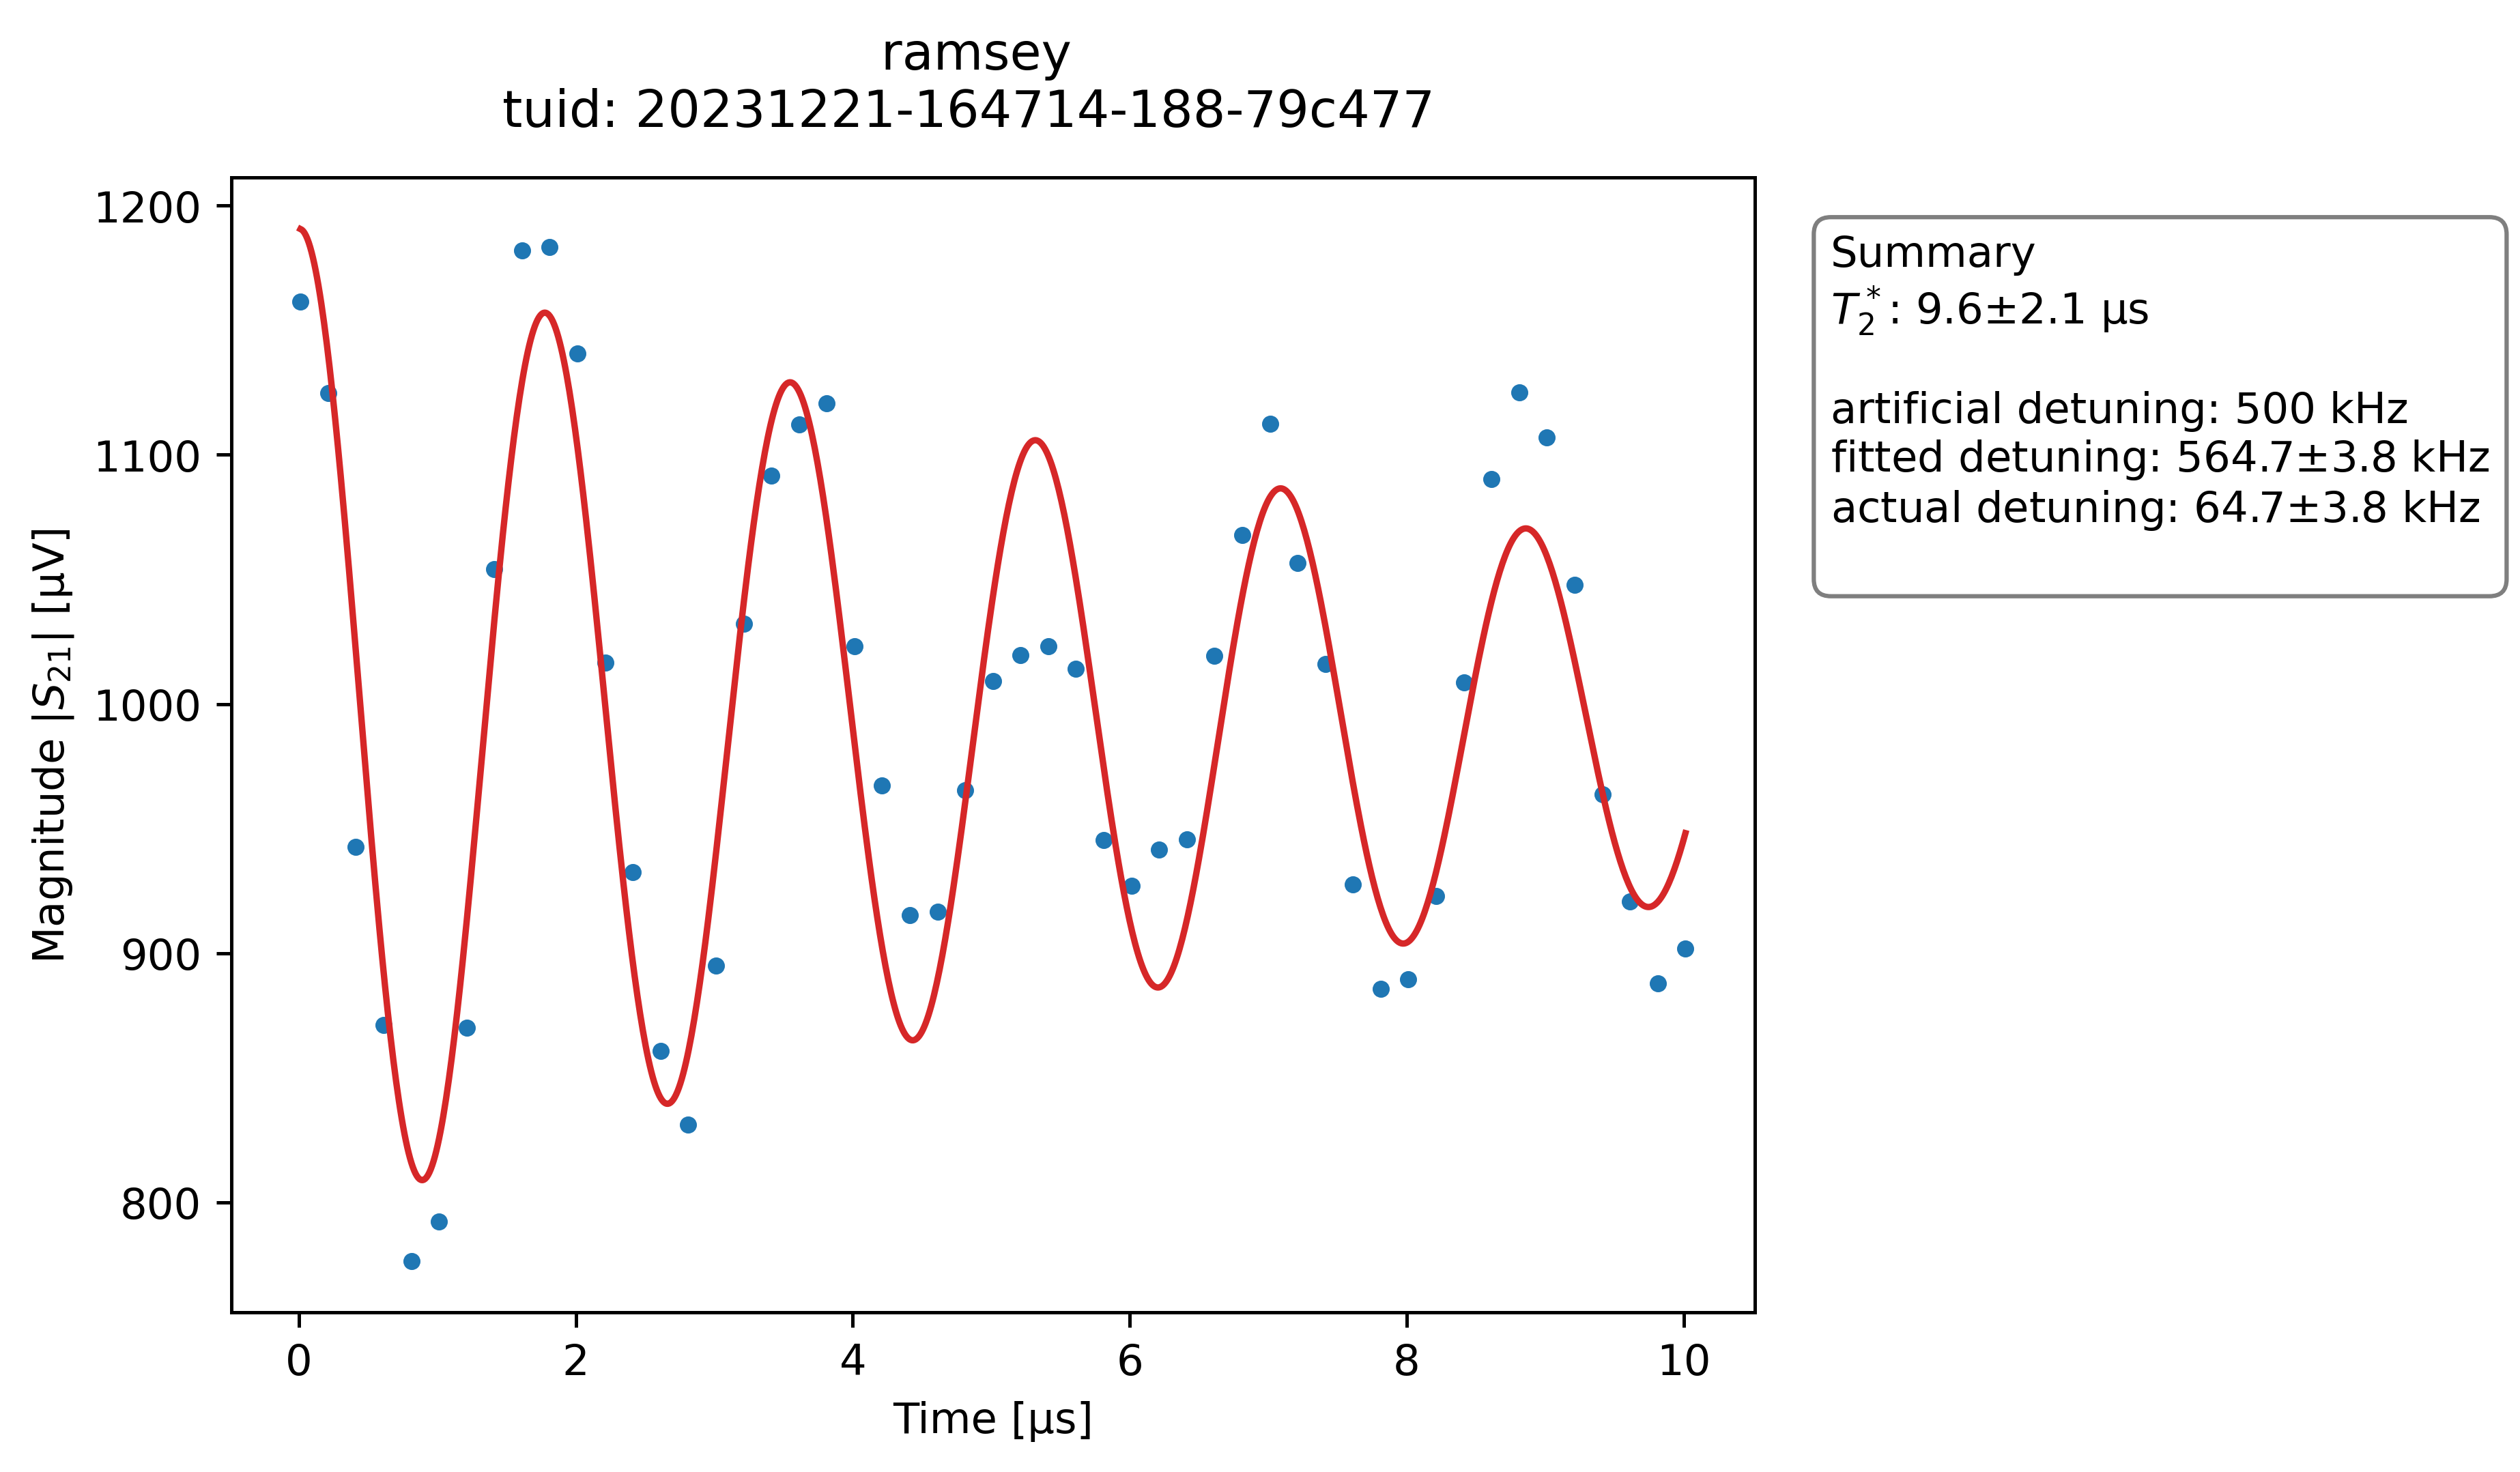 ramsey
tuid: 20231221-164714-188-79c477
1200
1100
1000
900
800
Magnitude |S21| [µV]
0 2 4 6 8 10
Time [µs]
Summary
T2*: 9.6±2.1 µs
artificial detuning: 500 kHz
fitted detuning: 564.7±3.8 kHz
actual detuning: 64.7±3.8 kHz